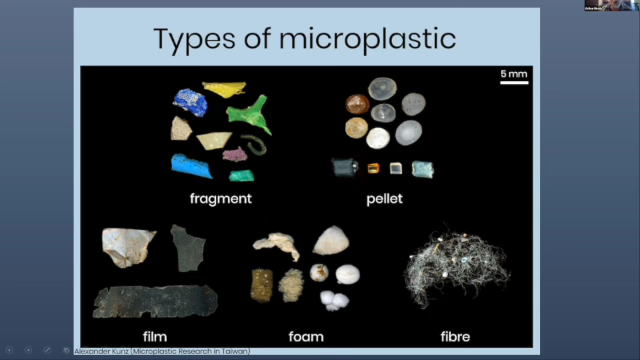 Types of microplastic
5 mm
fragment
pellet
film
foam
fibre
Alexander Kunz (Microplastic Research in Taiwan)